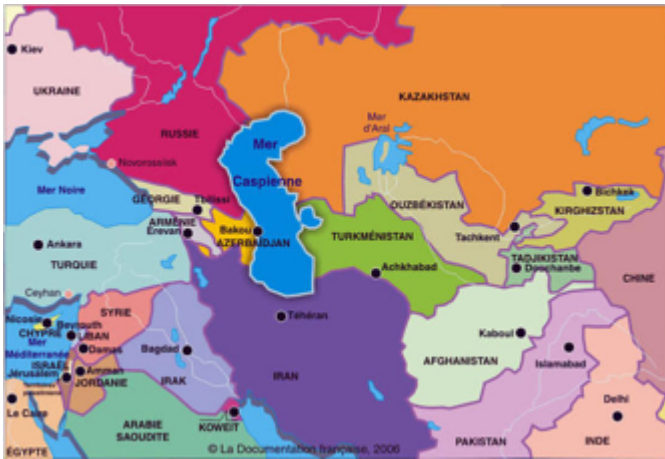 Kiev
UKRAINE
KAZAKHSTAN
Mer
d'Aral
RUSSIE
Mer
Caspienne
Novorossisk
Mer Noire
GÉORGIE
Tbilissi
ARMÉNIE
Erevan
Bakou
AZERBAÏDJAN
OUZBÉKISTAN
Bichkek
KIRGHIZSTAN
TURKMÉNISTAN
Tachkent
TADJIKISTAN
Douchanbe
CHINE
Ankara
TURQUIE
Achkhabad
Ceyhan
Nicosie
CHYPRE
SYRIE
Beyrouth
LIBAN
Mer
Méditerranée
Damas
Bagdad
Téhéran
Kaboul
Islamabad
ISRAËL
Jérusalem
Amman
JORDANIE
IRAK
IRAN
AFGHANISTAN
Le Caire
ARABIE
SAOUDITE
KOWEIT
Delhi
ÉGYPTE
PAKISTAN
INDE
© La Documentation française, 2006